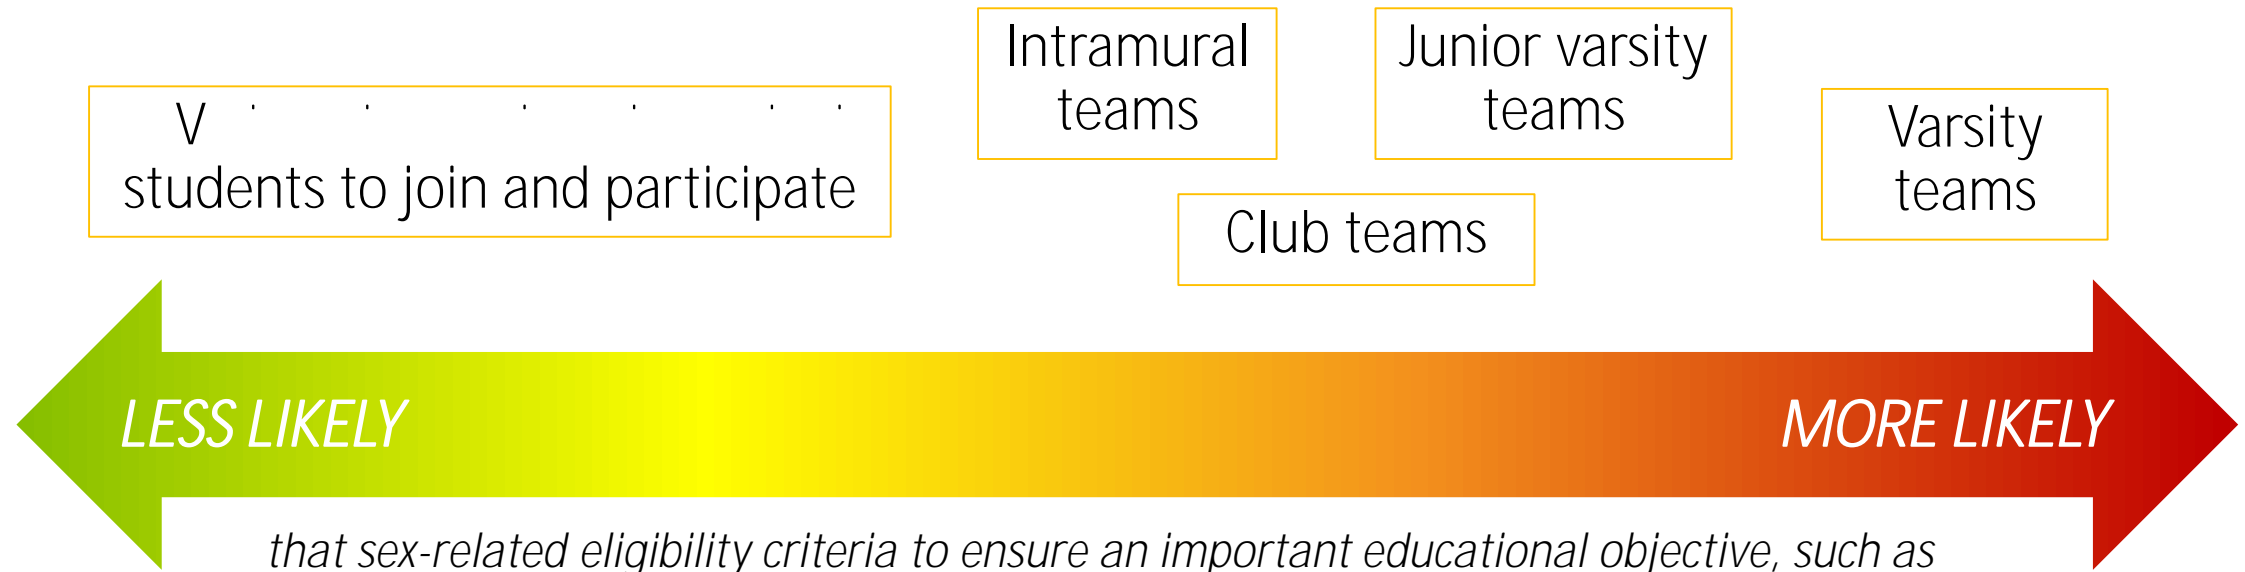 V
students to join and participate
Intramural
teams
Club teams
Junior varsity
teams
Varsity
teams
LESS LIKELY
MORE LIKELY
that sex-related eligibility criteria to ensure an important educational objective, such as